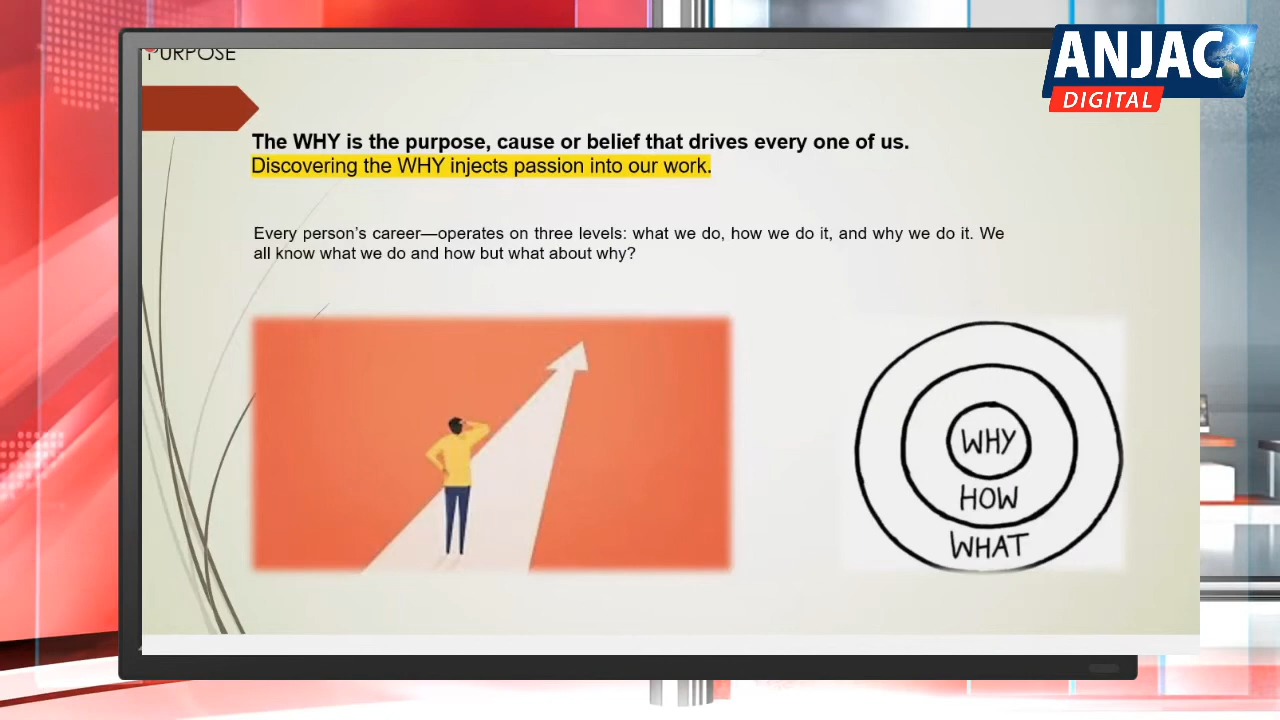 PURPOSE
ANJAC
DIGITAL
The WHY is the purpose, cause or belief that drives every one of us.
Discovering the WHY injects passion into our work.
Every person’s career—operates on three levels: what we do, how we do it, and why we do it. We
all know what we do and how but what about why?
WHY
HOW
WHAT